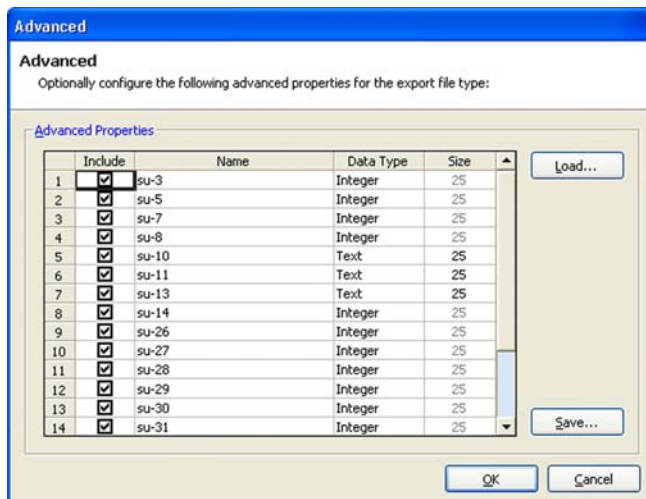 Advanced
Advanced
Optionally configure the following advanced properties for the export file type:
Advanced Properties
Include Name Data Type Size
1 su-3 Integer 25
2 su-5 Integer 25
3 su-7 Integer 25
4 su-8 Integer 25
5 su-10 Text 25
6 su-11 Text 25
7 su-13 Text 25
8 su-14 Integer 25
9 su-26 Integer 25
10 su-27 Integer 25
11 su-28 Integer 25
12 su-29 Integer 25
13 su-30 Integer 25
14 su-31 Integer 25
Load...
Save...
OK Cancel